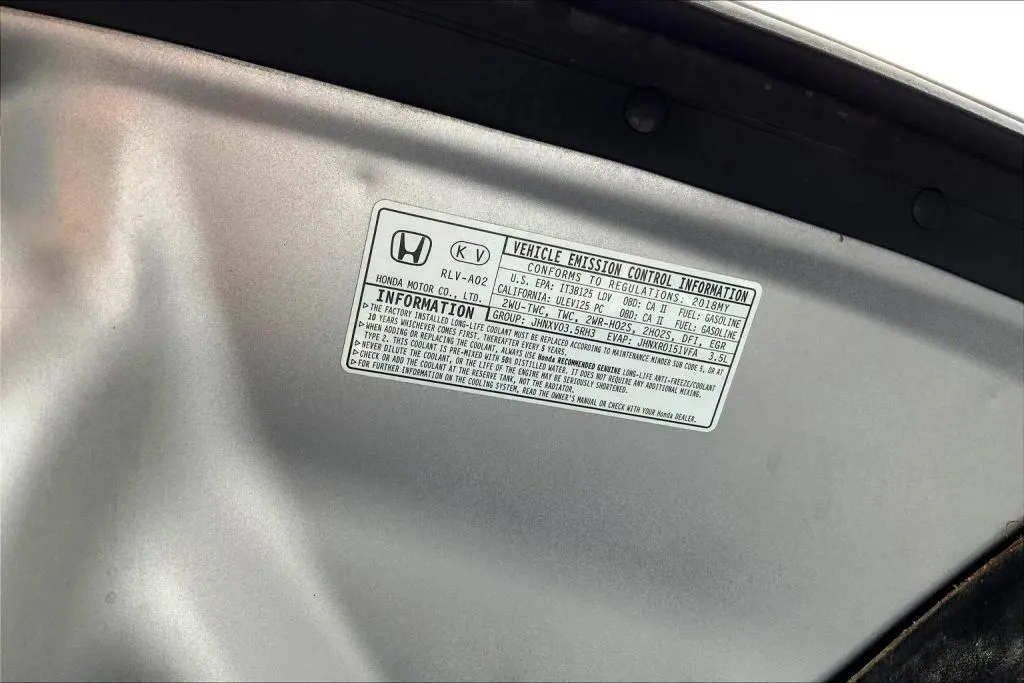 K V
RLV-A02
HONDA MOTOR CO., LTD.
VEHICLE EMISSION CONTROL INFORMATION
CONFORMS TO REGULATIONS: 2018MY
U.S. EPA: IT3B125 LDV OBD: CA II FUEL: GASOLINE
CALIFORNIA: ULEV125 PC OBD: CA II FUEL: GASOLINE
2WU-TWC, TWC, 2WR-HO2S, 2HO2S, DFI, EGR
GROUP: JHNXV03.5RH3 EVAP: JHNXR0151VFA 3.5L
INFORMATION
▷THE FACTORY INSTALLED LONG-LIFE COOLANT MUST BE REPLACED ACCORDING TO MAINTENANCE MINDER SUB CODE 5, OR AT
10 YEARS WHICHEVER COMES FIRST. THEREAFTER EVERY 5 YEARS.
▷WHEN ADDING OR REPLACING THE COOLANT, ALWAYS USE Honda RECOMMENDED GENUINE LONG-LIFE ANTI-FREEZE/COOLANT
TYPE 2. THIS COOLANT IS PRE-MIXED WITH 50% DISTILLED WATER. IT DOES NOT REQUIRE ANY ADDITIONAL MIXING.
▷NEVER DILUTE THE COOLANT, OR THE LIFE OF THE ENGINE MAY BE SERIOUSLY SHORTENED.
▷CHECK OR ADD THE COOLANT AT THE RESERVE TANK, NOT THE RADIATOR.
▷FOR FURTHER INFORMATION ON THE COOLING SYSTEM, READ THE OWNER'S MANUAL OR CHECK WITH YOUR Honda DEALER.